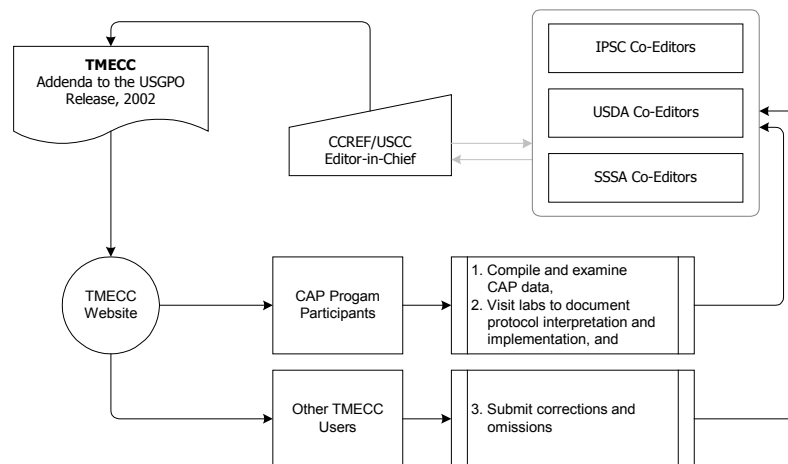 TMECC
Addenda to the USGPO
Release, 2002
IPSC Co-Editors
USDA Co-Editors
SSSA Co-Editors
CCREF/USCC
Editor-in-Chief
TMECC
Website
CAP Progam
Participants
1. Compile and examine
CAP data,
2. Visit labs to document
protocol interpretation and
implementation, and
Other TMECC
Users
3. Submit corrections and
omissions